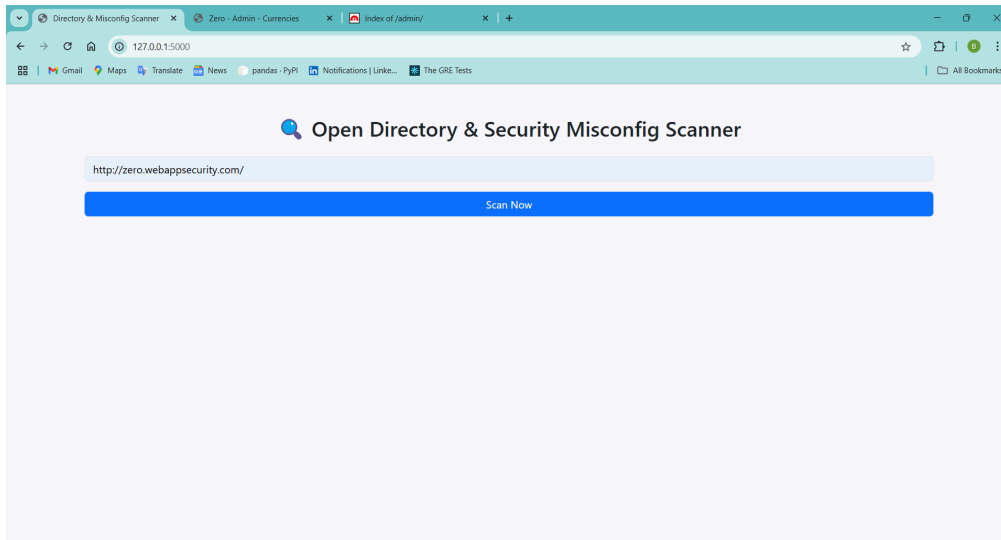 Directory & Misconfig Scanner
Zero - Admin - Currencies
Index of /admin/
127.0.0.1:5000
Gmail
Maps
Translate
News
pandas · PyPI
Notifications | Linke...
The GRE Tests
All Bookmarks
Open Directory & Security Misconfig Scanner
http://zero.webappsecurity.com/
Scan Now